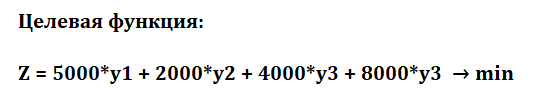 Целевая функция:
Z = 5000*y1 + 2000*y2 + 4000*y3 + 8000*y3 → min